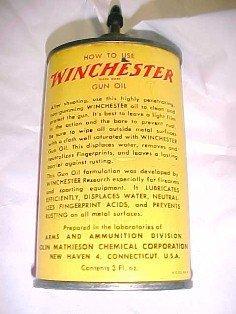 HOW TO USE
WINCHESTER
TRADE MARK
GUN OIL
After shooting, use this highly penetrating,
non-gumming WINCHESTER oil to clean and
protect the gun. It's best to leave a light film
in the action and the bore to prevent rust.
Be sure to wipe all outside metal surfaces
with a cloth well saturated with WINCHESTER
Gun Oil. This displaces water, removes and
neutralizes fingerprints, and leaves a lasting
barrier against rusting.
This Gun Oil formulation was developed by
WINCHESTER Research especially for firearms
and sporting equipment. It LUBRICATES
EFFICIENTLY, DISPLACES WATER, NEUTRAL-
IZES FINGERPRINT ACIDS, and PREVENTS
RUSTING on all metal surfaces.
Prepared in the laboratories of
ARMS AND AMMUNITION DIVISION
OLIN MATHIESON CHEMICAL CORPORATION
NEW HAVEN 4, CONNECTICUT, U.S.A.
Contents 3 Fl. oz.